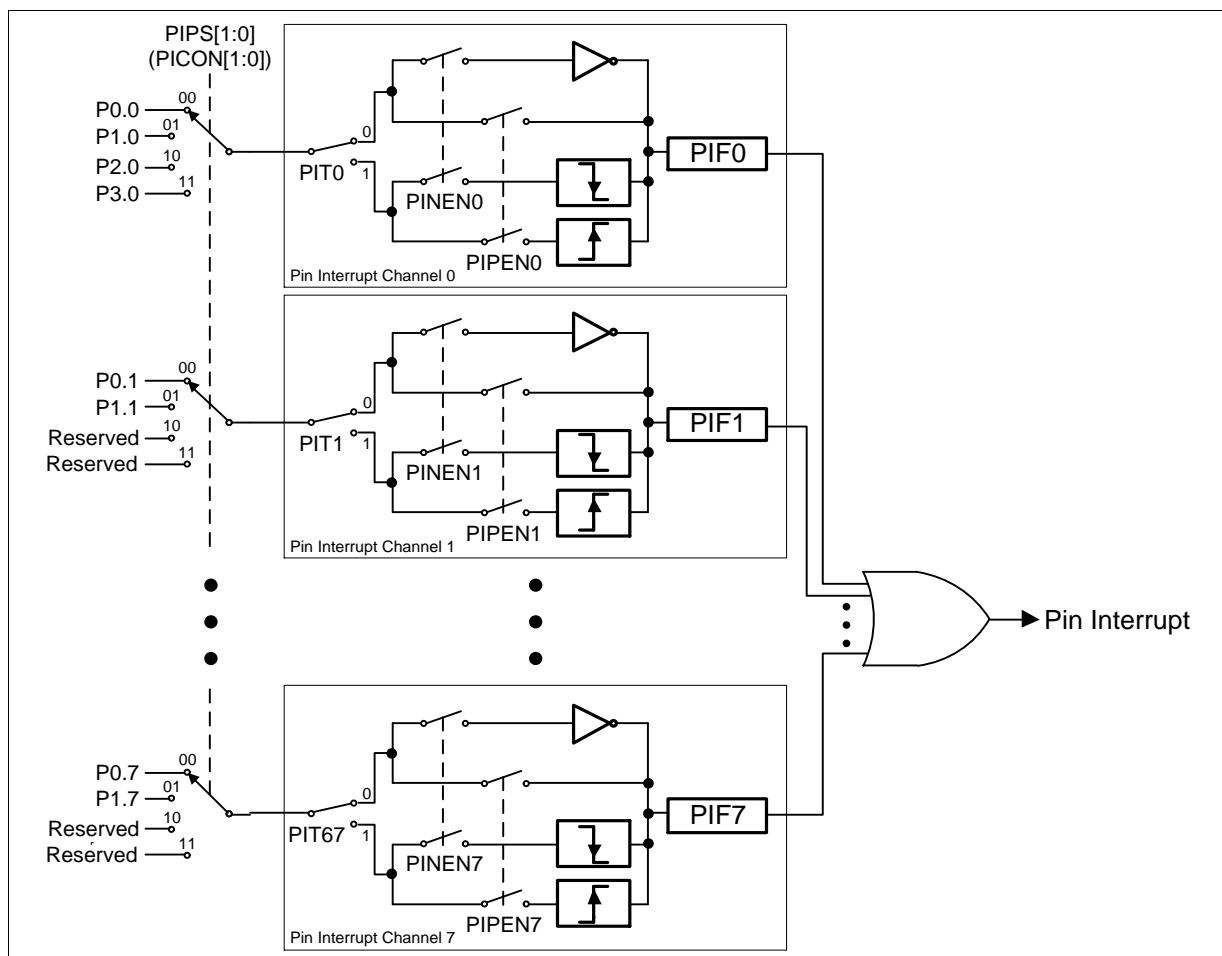 PIPS[1:0]
(PICON[1:0])
P0.0
00
P1.0
01
P2.0
10
P3.0
11
PIT0
0
1
PINEN0
PIPEN0
PIF0
Pin Interrupt Channel 0
P0.1
00
P1.1
01
Reserved
10
Reserved
11
PIT1
0
1
PINEN1
PIPEN1
PIF1
Pin Interrupt Channel 1
Pin Interrupt
P0.7
00
P1.7
01
Reserved
10
Reserved
11
PIT67
0
1
PINEN7
PIPEN7
PIF7
Pin Interrupt Channel 7